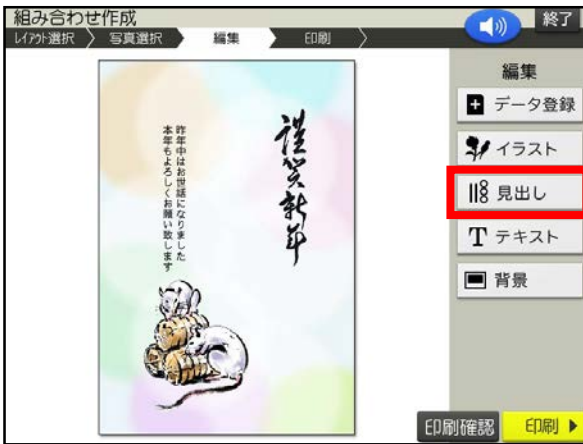 組み合わせ作成
終了
ﾚｲｱｳﾄ選択
写真選択
編集
印刷
編集
データ登録
イラスト
見出し
テキスト
背景
謹賀新年
昨年中はお世話になりました
本年もよろしくお願い致します
印刷確認
印刷